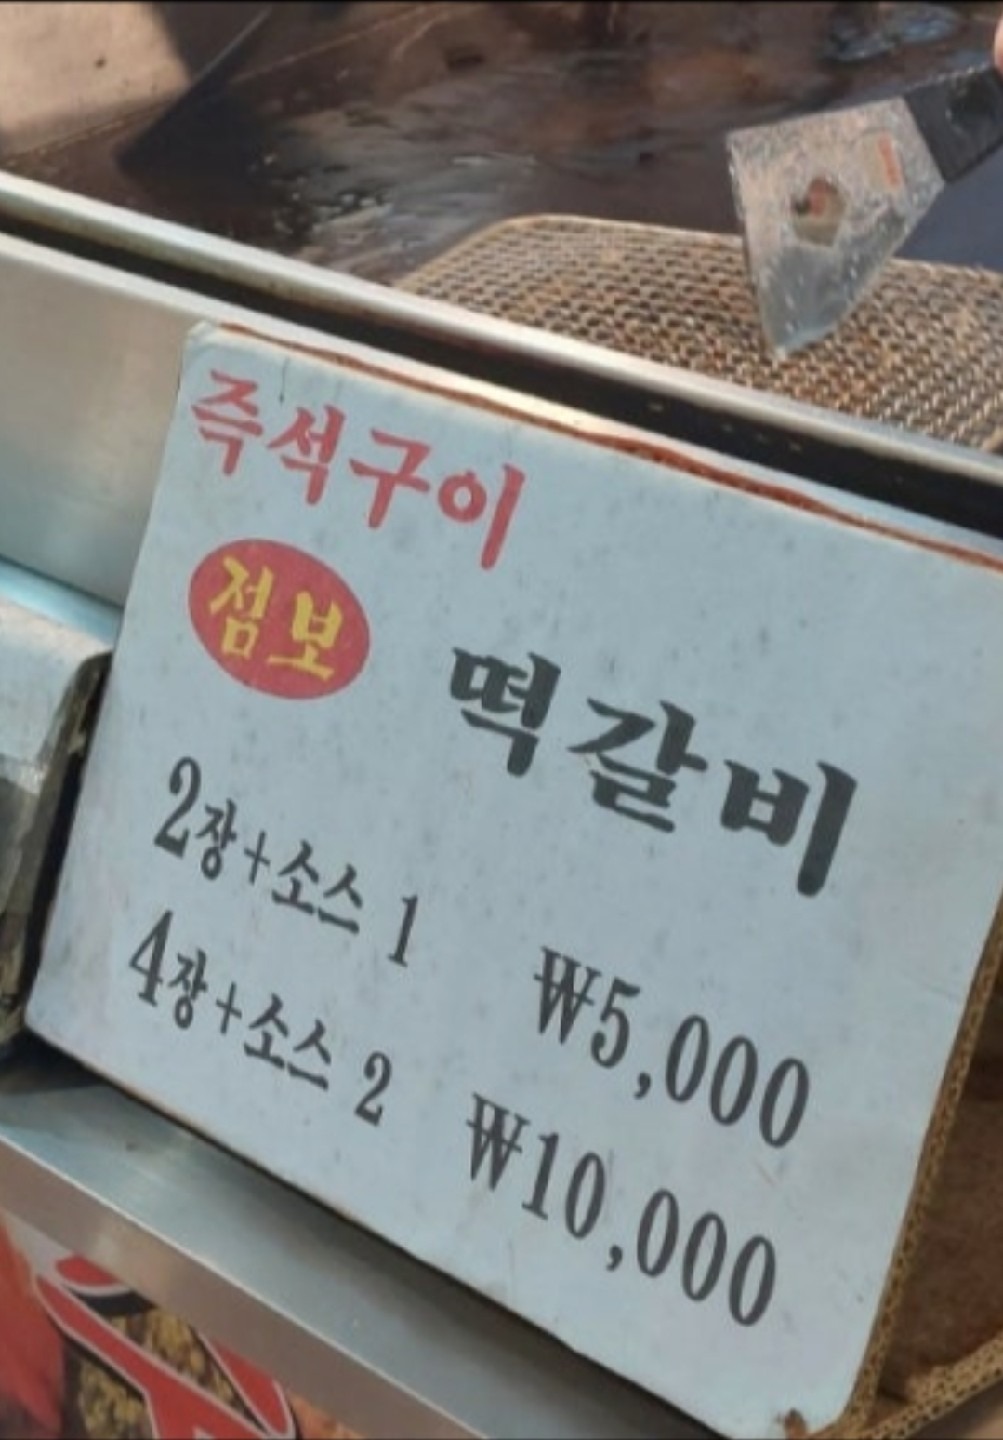 즉석구이
점보
떡갈비
2장+소스 1 ₩5,000
4장+소스 2 ₩10,000